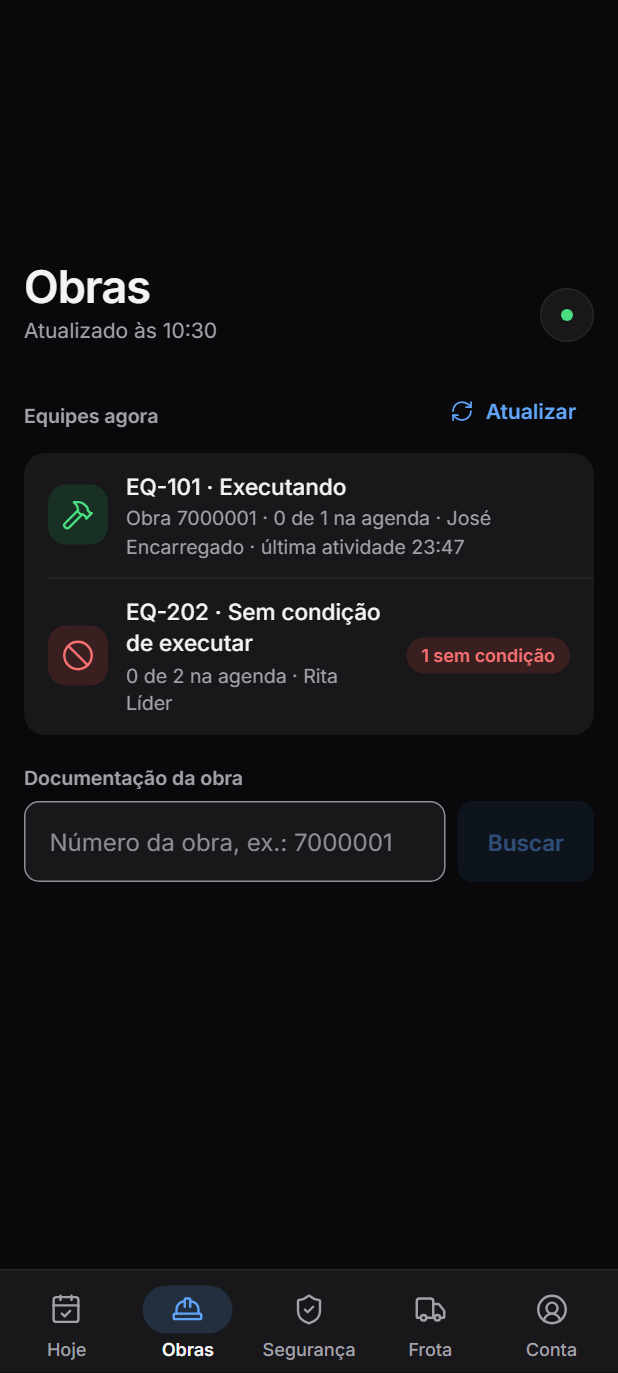 Obras
Atualizado às 10:30
Equipes agora
Atualizar
EQ-101 · Executando
Obra 7000001 · 0 de 1 na agenda · José
Encarregado · última atividade 23:47
EQ-202 · Sem condição
de executar
1 sem condição
0 de 2 na agenda · Rita
Líder
Documentação da obra
Número da obra, ex.: 7000001
Buscar
Hoje
Obras
Segurança
Frota
Conta